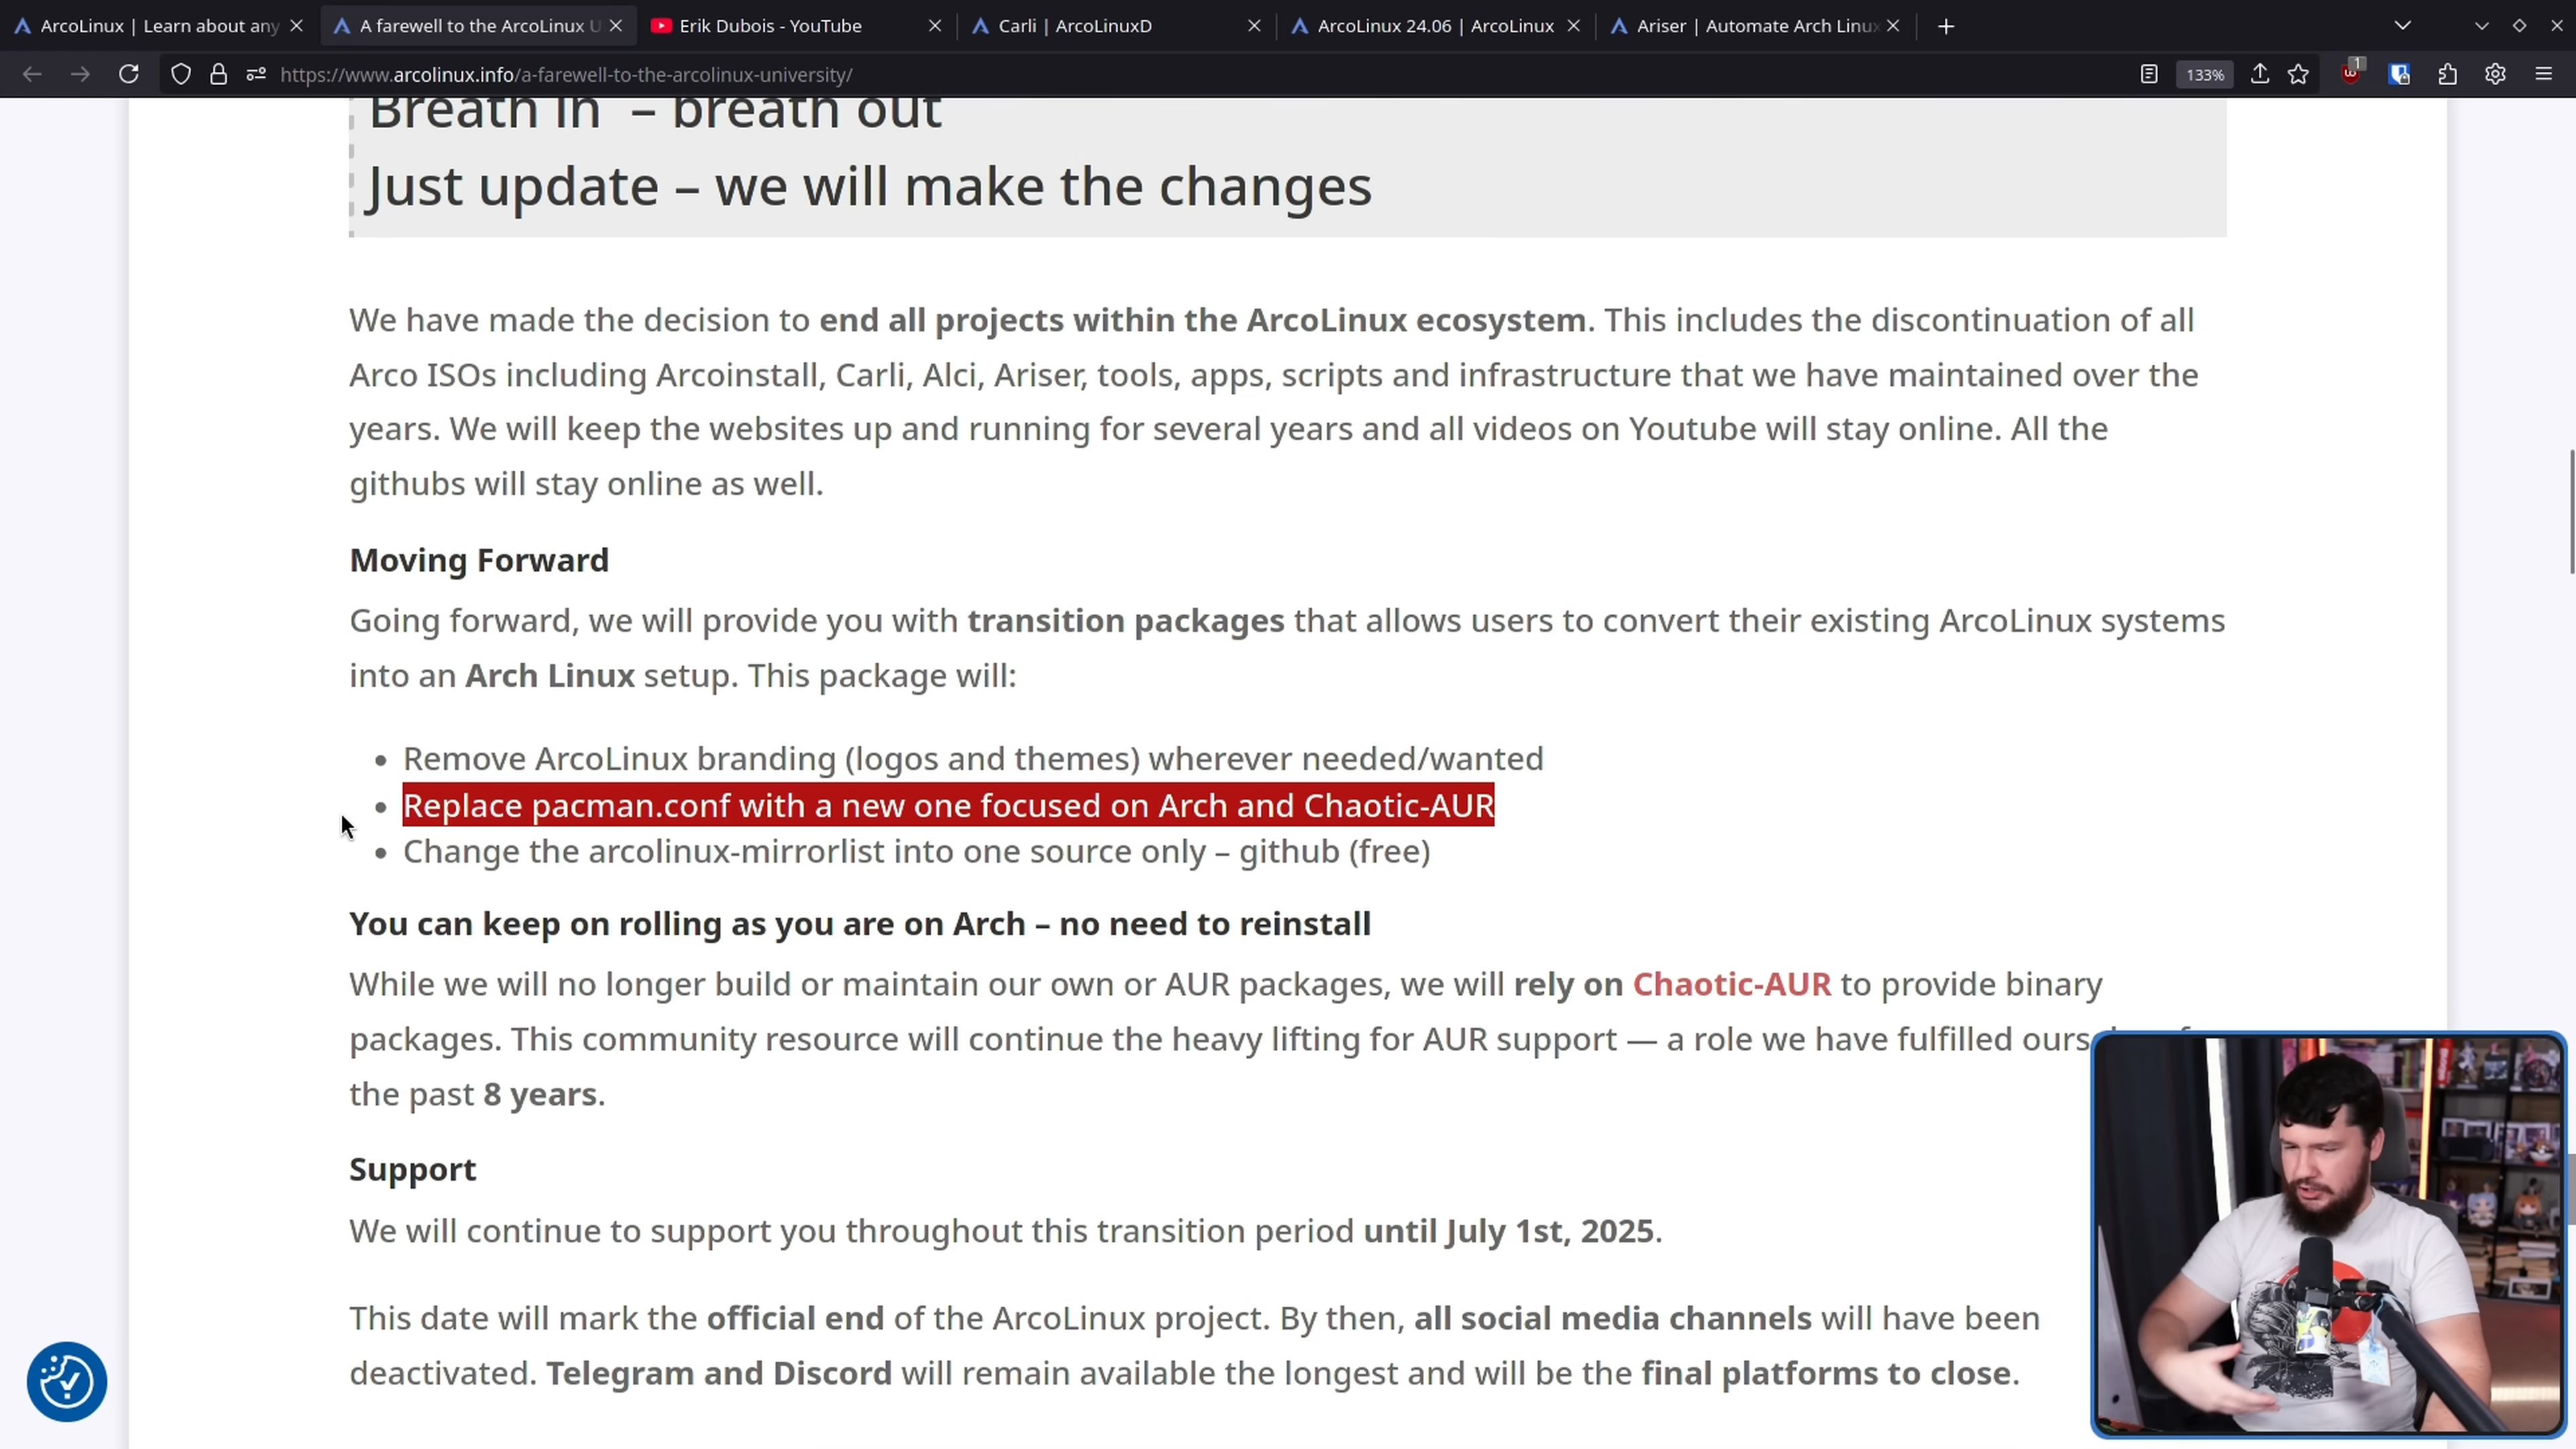 ArcoLinux | Learn about any
A farewell to the ArcoLinux U
Erik Dubois - YouTube
Carli | ArcoLinuxD
ArcoLinux 24.06 | ArcoLinux
Ariser | Automate Arch Linux
https://www.arcolinux.info/a-farewell-to-the-arcolinux-university/
133%
1
Breath in – breath out
Just update – we will make the changes
We have made the decision to end all projects within the ArcoLinux ecosystem. This includes the discontinuation of all
Arco ISOs including Arcoinstall, Carli, Alci, Ariser, tools, apps, scripts and infrastructure that we have maintained over the
years. We will keep the websites up and running for several years and all videos on Youtube will stay online. All the
githubs will stay online as well.
Moving Forward
Going forward, we will provide you with transition packages that allows users to convert their existing ArcoLinux systems
into an Arch Linux setup. This package will:
• Remove ArcoLinux branding (logos and themes) wherever needed/wanted
• Replace pacman.conf with a new one focused on Arch and Chaotic-AUR
• Change the arcolinux-mirrorlist into one source only – github (free)
You can keep on rolling as you are on Arch – no need to reinstall
While we will no longer build or maintain our own or AUR packages, we will rely on Chaotic-AUR to provide binary
packages. This community resource will continue the heavy lifting for AUR support — a role we have fulfilled
the past 8 years.
Support
We will continue to support you throughout this transition period until July 1st, 2025.
This date will mark the official end of the ArcoLinux project. By then, all social media channels will have been
deactivated. Telegram and Discord will remain available the longest and will be the final platforms to close.